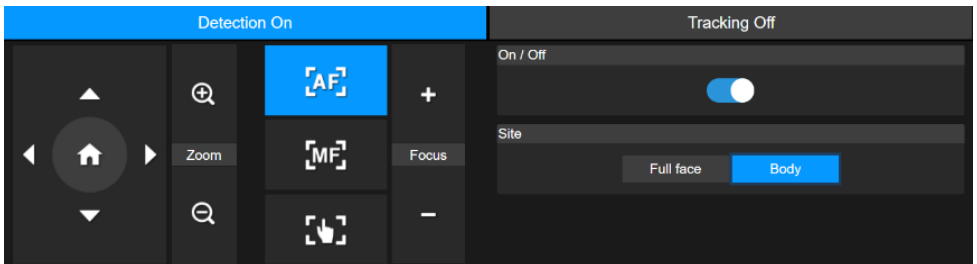 Detection On
Tracking Off
On / Off
AF
Zoom
MF
Focus
Site
Full face
Body